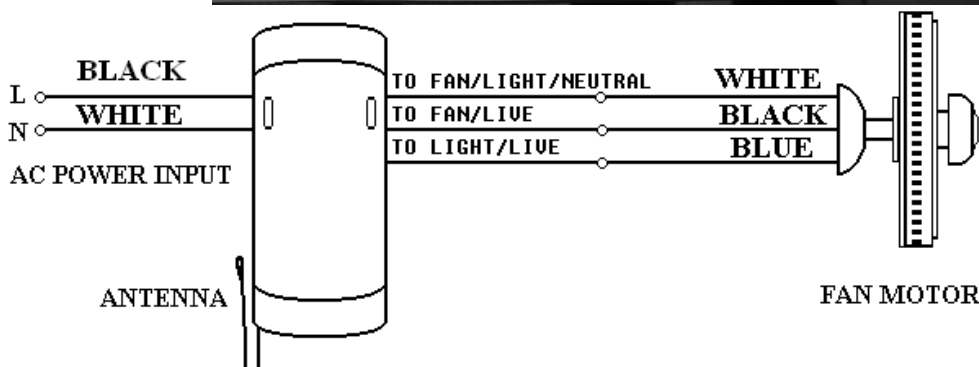 L BLACK
N WHITE
AC POWER INPUT
ANTENNA
TO FAN/LIGHT/NEUTRAL WHITE
TO FAN/LIVE BLACK
TO LIGHT/LIVE BLUE
FAN MOTOR